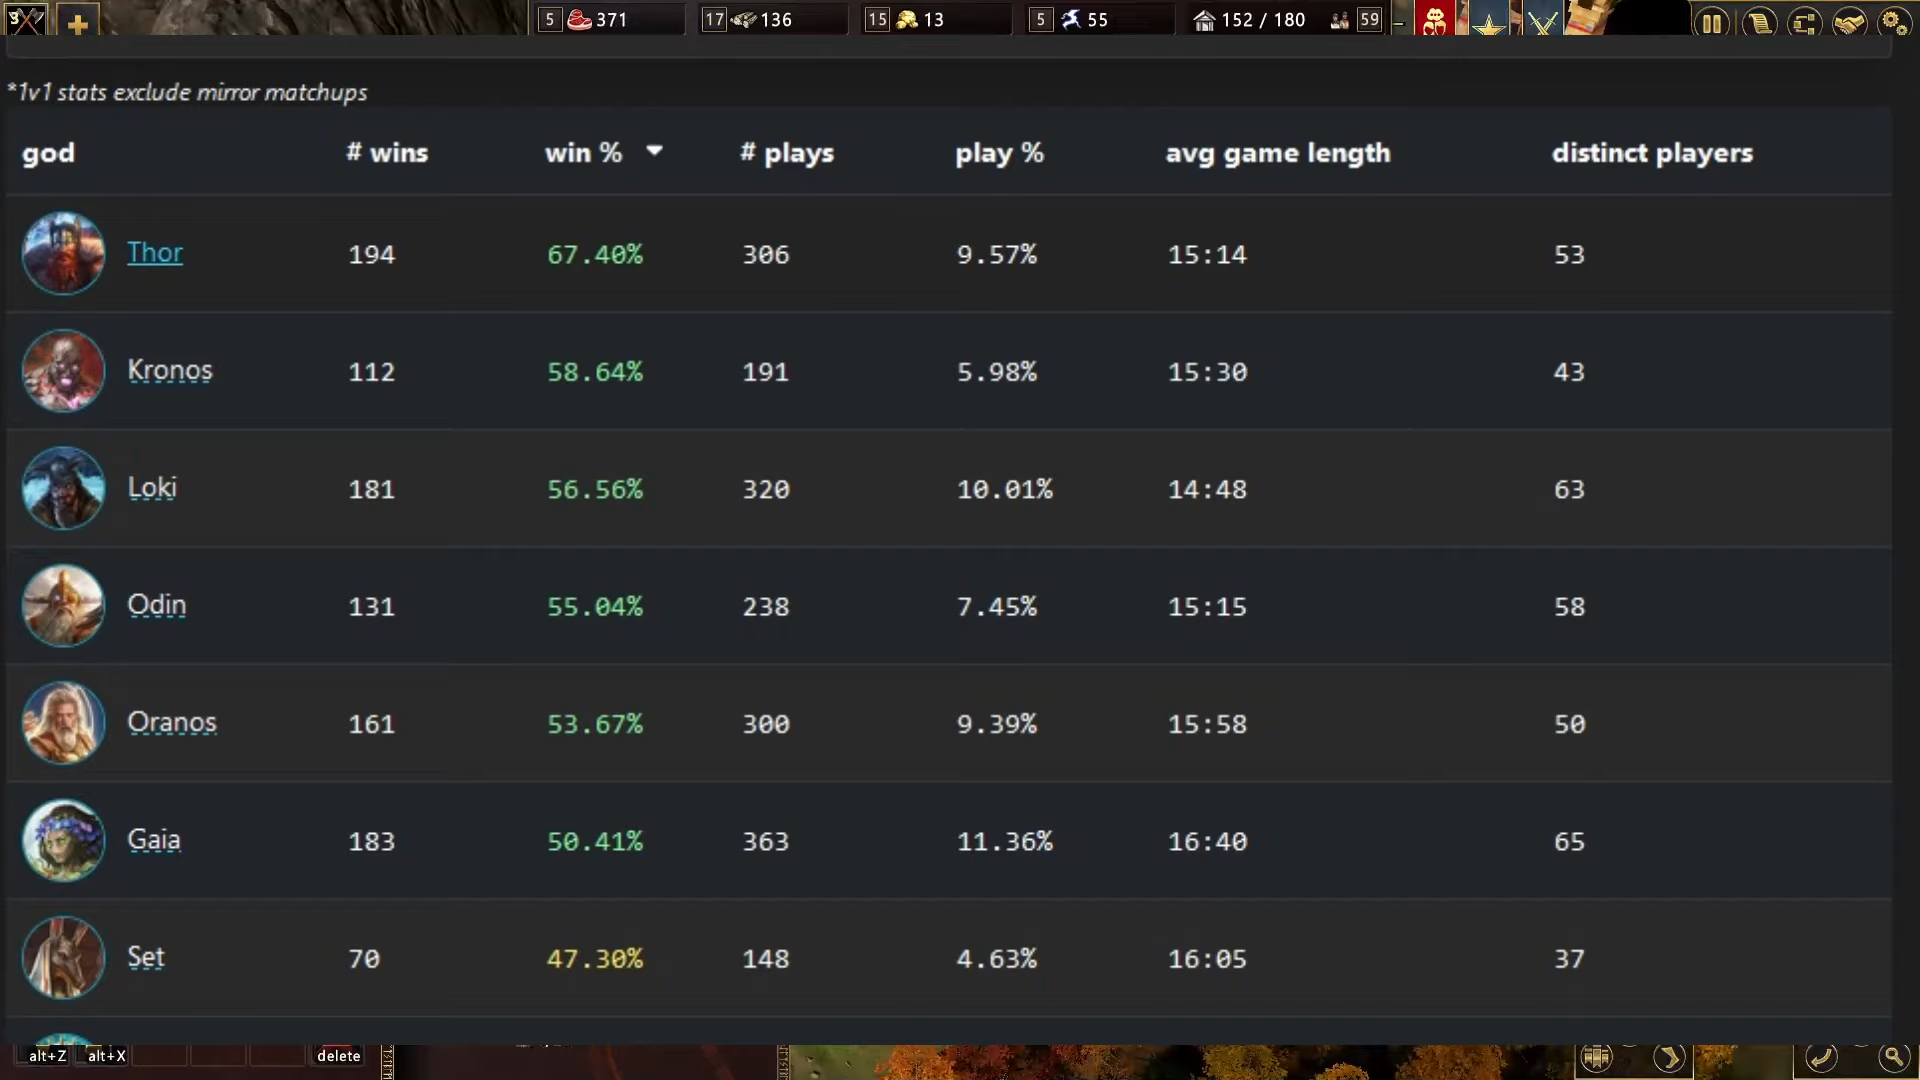 3 5 371 17 136 15 13 5 55 152 / 180 59
*1v1 stats exclude mirror matchups
god # wins win % # plays play % avg game length distinct players
Thor 194 67.40% 306 9.57% 15:14 53
Kronos 112 58.64% 191 5.98% 15:30 43
Loki 181 56.56% 320 10.01% 14:48 63
Odin 131 55.04% 238 7.45% 15:15 58
Oranos 161 53.67% 300 9.39% 15:58 50
Gaia 183 50.41% 363 11.36% 16:40 65
Set 70 47.30% 148 4.63% 16:05 37
alt+Z alt+X delete